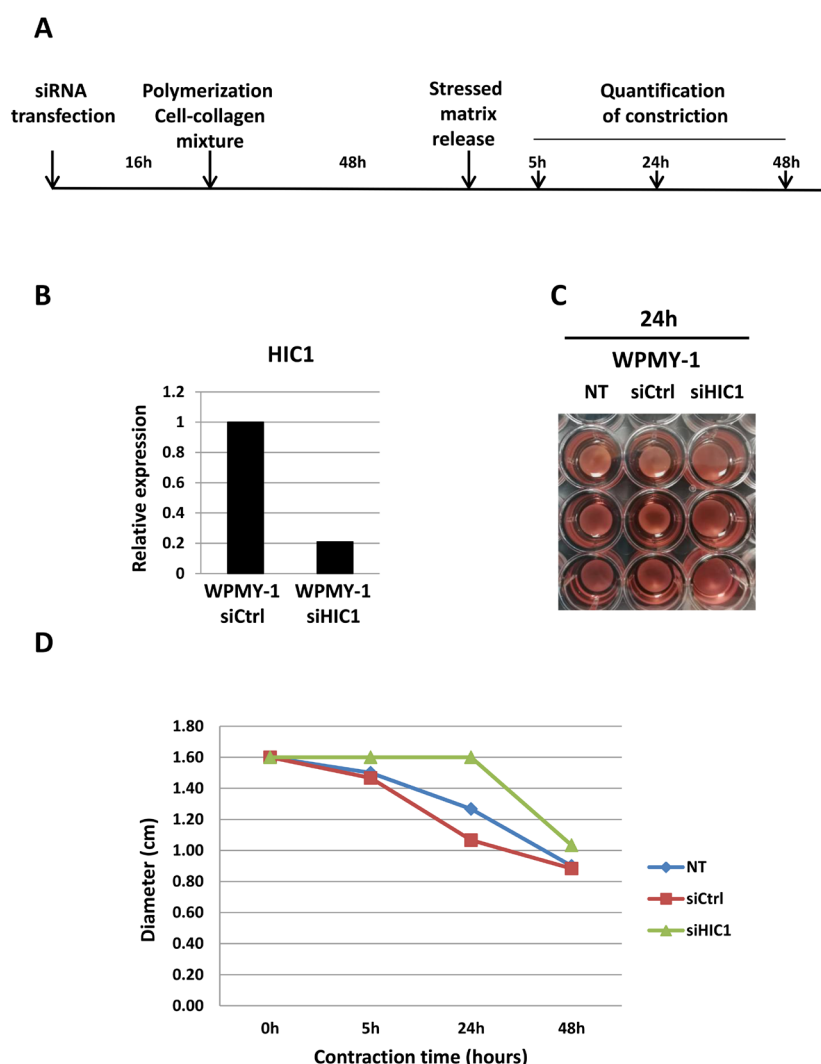 A
siRNA
transfection
Polymerization
Cell-collagen
mixture
Stressed
matrix
release
Quantification
of constriction
16h
48h
5h
24h
48h
B
HIC1
Relative expression
1.2
1
0.8
0.6
0.4
0.2
0
WPMY-1
siCtrl
WPMY-1
siHIC1
C
24h
WPMY-1
NT siCtrl siHIC1
D
Diameter (cm)
1.80
1.60
1.40
1.20
1.00
0.80
0.60
0.40
0.20
0.00
0h 5h 24h 48h
Contraction time (hours)
NT
siCtrl
siHIC1